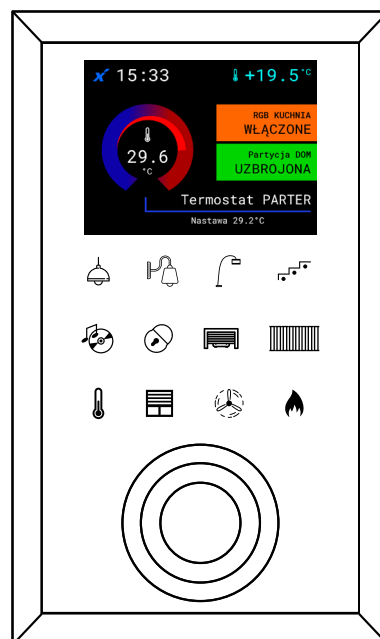 x 15:33
+19.5°C
RGB KUCHNIA
WŁĄCZONE
29.6
°C
Partycja DOM
UZBROJONA
Termostat PARTER
Nastawa 29.2°C